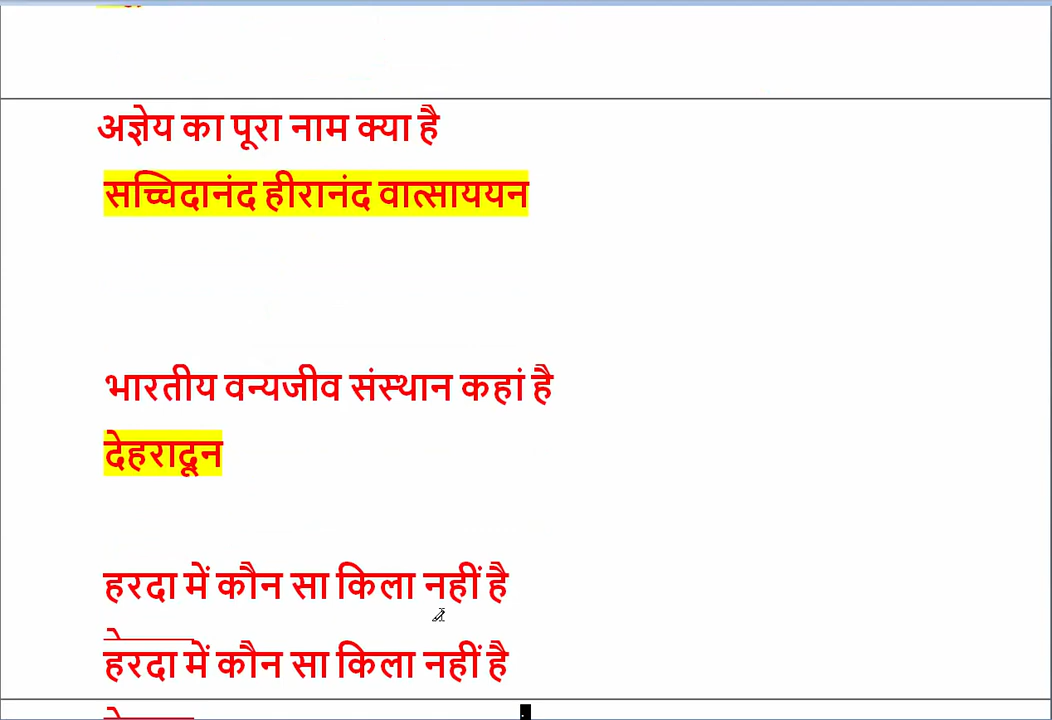 अज्ञेय का पूरा नाम क्या है
सच्चिदानंद हीरानंद वात्साययन
भारतीय वन्यजीव संस्थान कहां है
देहरादून
हरदा में कौन सा किला नहीं है
हरदा में कौन सा किला नहीं है